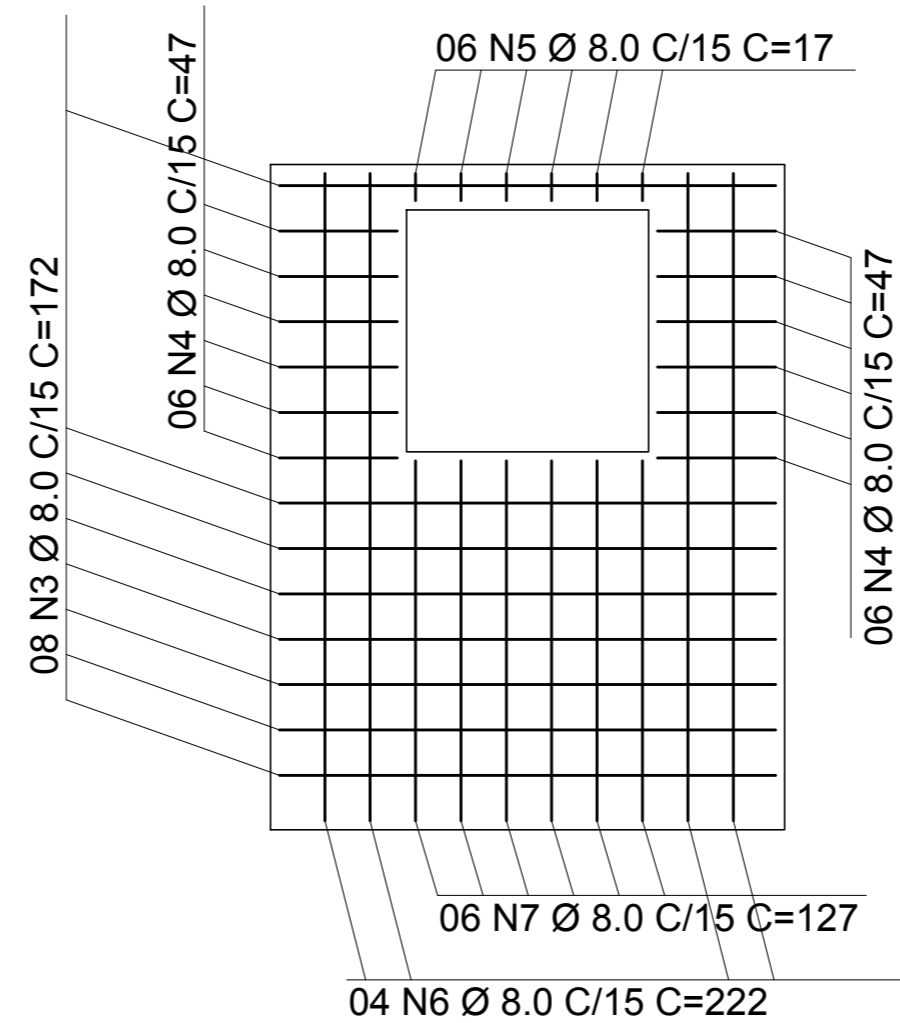 06 N5 Ø 8.0 C/15 C=17
06 N4 Ø 8.0 C/15 C=47
08 N3 Ø 8.0 C/15 C=172
06 N4 Ø 8.0 C/15 C=47
06 N7 Ø 8.0 C/15 C=127
04 N6 Ø 8.0 C/15 C=222